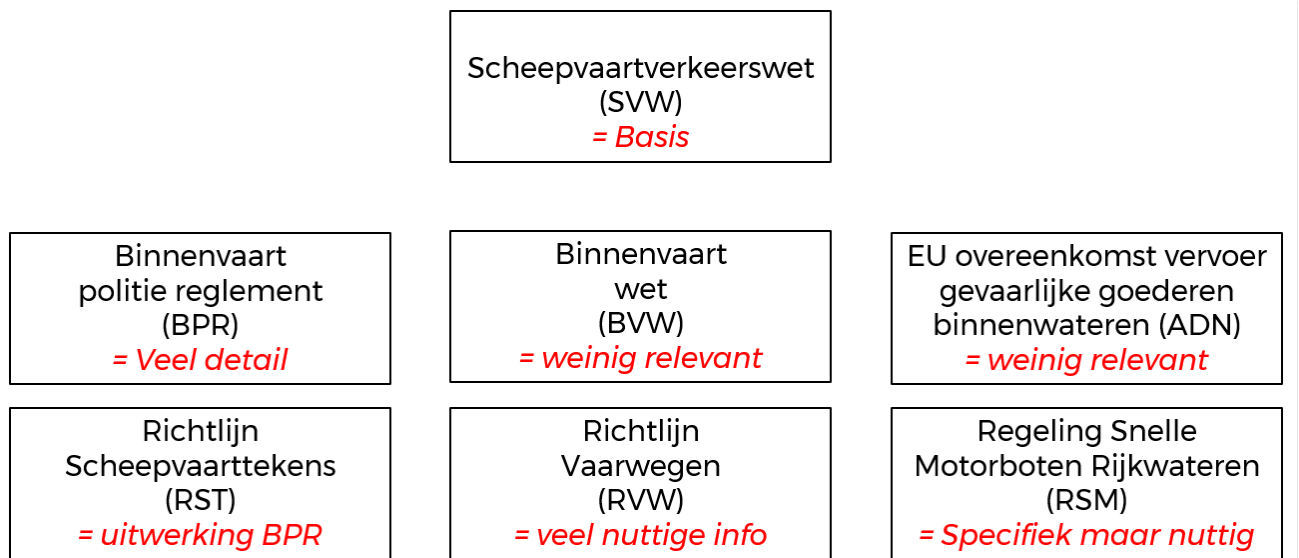 Scheepvaartverkeerswet
(SVW)
= Basis
Binnenvaart
politie reglement
(BPR)
= Veel detail
Binnenvaart
wet
(BVW)
= weinig relevant
EU overeenkomst vervoer
gevaarlijke goederen
binnenwateren (ADN)
= weinig relevant
Richtlijn
Scheepvaarttekens
(RST)
= uitwerking BPR
Richtlijn
Vaarwegen
(RVW)
= veel nuttige info
Regeling Snelle
Motorboten Rijkwateren
(RSM)
= Specifiek maar nuttig